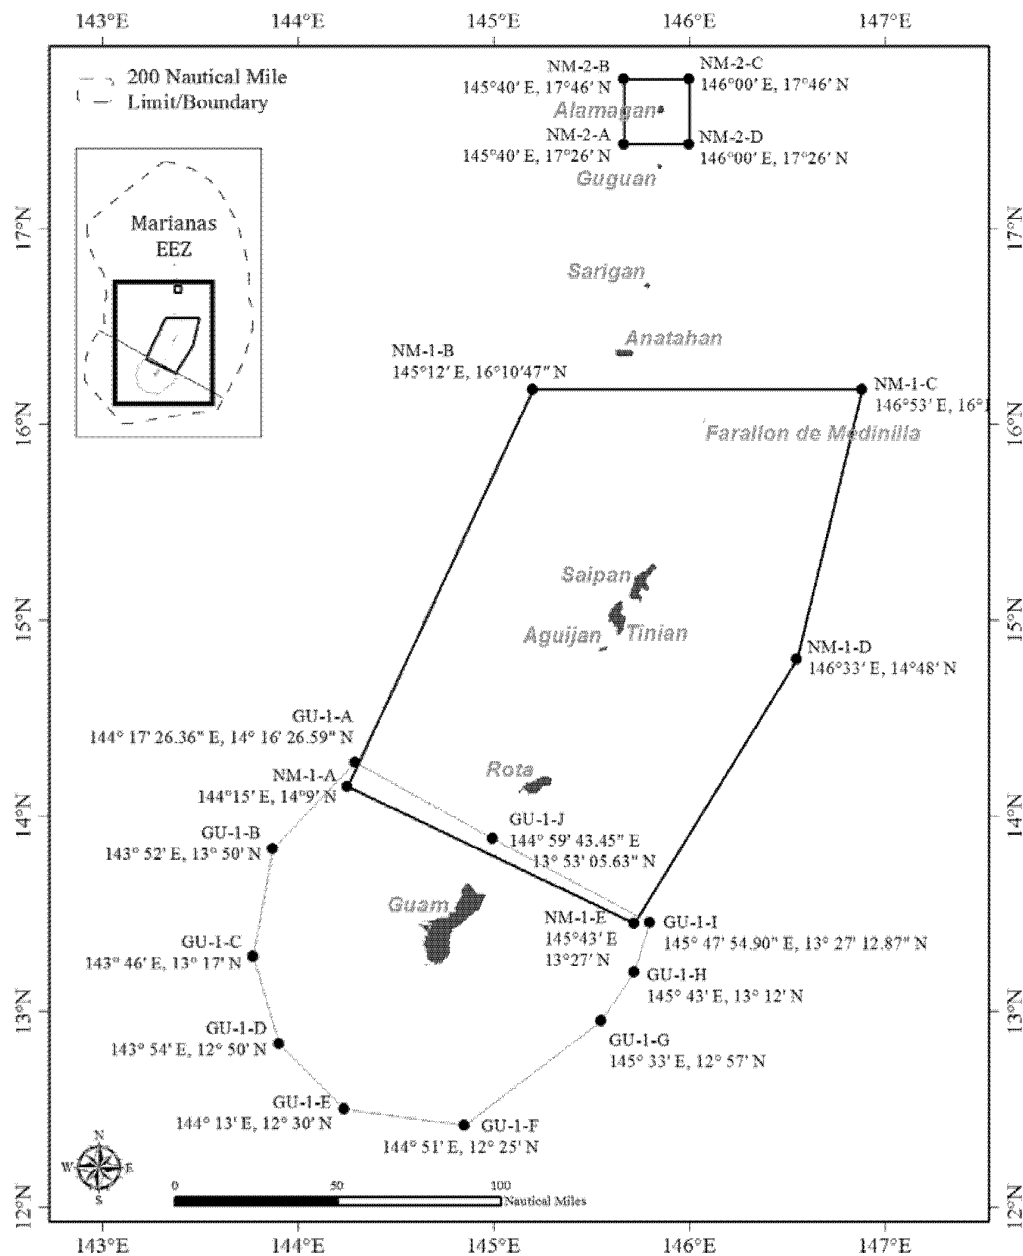 143°E 144°E 145°E 146°E 147°E
200 Nautical Mile
Limit/Boundary
Marianas
EEZ
NM-2-B
145°40′ E, 17°46′ N
NM-2-C
146°00′ E, 17°46′ N
Alamagan
NM-2-A
145°40′ E, 17°26′ N
NM-2-D
146°00′ E, 17°26′ N
Guguan
17°N
17°N
Sarigan
Anatahan
NM-1-B
145°12′ E, 16°10′47″ N
NM-1-C
146°53′ E, 16°1
16°N
16°N
Farallon de Medinilla
Saipan
Aguijan
Tinian
15°N
15°N
NM-1-D
146°33′ E, 14°48′ N
GU-1-A
144° 17' 26.36" E, 14° 16' 26.59" N
NM-1-A
144°15′ E, 14°9′ N
Rota
14°N
14°N
GU-1-J
144° 59' 43.45" E
13° 53' 05.63" N
GU-1-B
143° 52' E, 13° 50' N
Guam
NM-1-E
145°43′ E
13°27′ N
GU-1-I
145° 47' 54.90" E, 13° 27' 12.87" N
GU-1-C
143° 46' E, 13° 17' N
GU-1-H
145° 43' E, 13° 12' N
13°N
13°N
GU-1-D
143° 54' E, 12° 50' N
GU-1-G
145° 33' E, 12° 57' N
GU-1-E
144° 13' E, 12° 30' N
GU-1-F
144° 51' E, 12° 25' N
N
W E
S
0 50 100
Nautical Miles
12°N
12°N
143°E 144°E 145°E 146°E 147°E